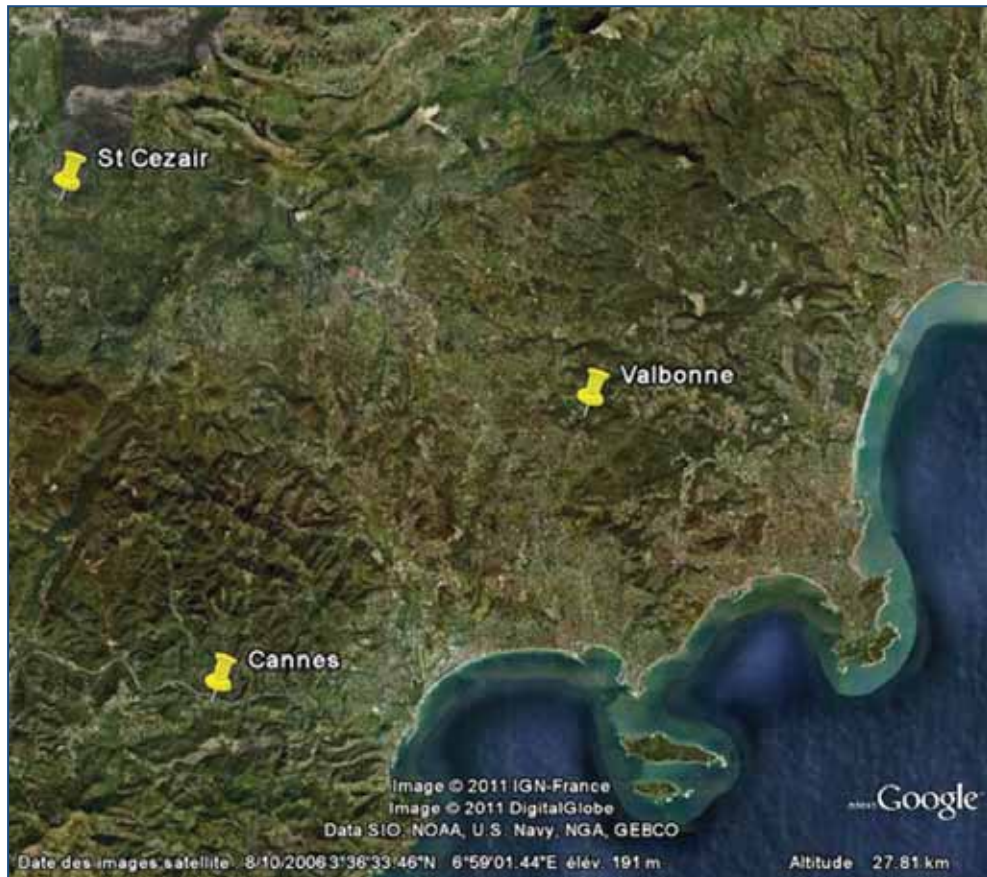 St Cezair
Valbonne
Cannes
Image © 2011 IGN-France
Image © 2011 DigitalGlobe
Data SIO, NOAA, U.S. Navy, NGA, GEBCO
Google
Date des images satellite 8/10/2006 3°36'33.46"N 6°59'01.44"E élév. 191 m Altitude 27.81 km